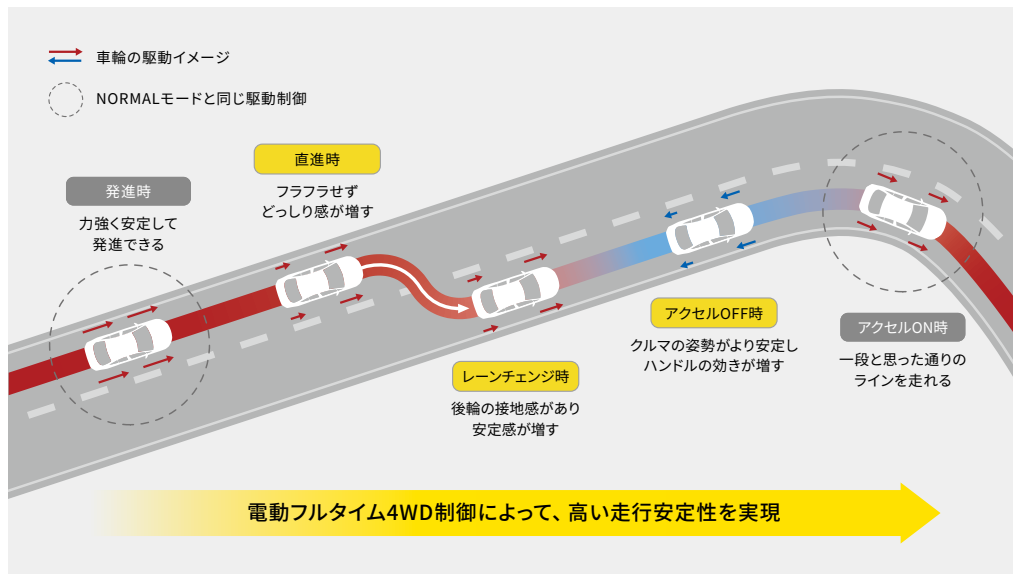 車輪の駆動イメージ
NORMALモードと同じ駆動制御
発進時
力強く安定して
発進できる
直進時
フラフラせず
どっしり感が増す
レーンチェンジ時
後輪の接地感があり
安定感が増す
アクセルOFF時
クルマの姿勢がより安定し
ハンドルの効きが増す
アクセルON時
一段と思った通りの
ラインを走れる
電動フルタイム4WD制御によって、高い走行安定性を実現